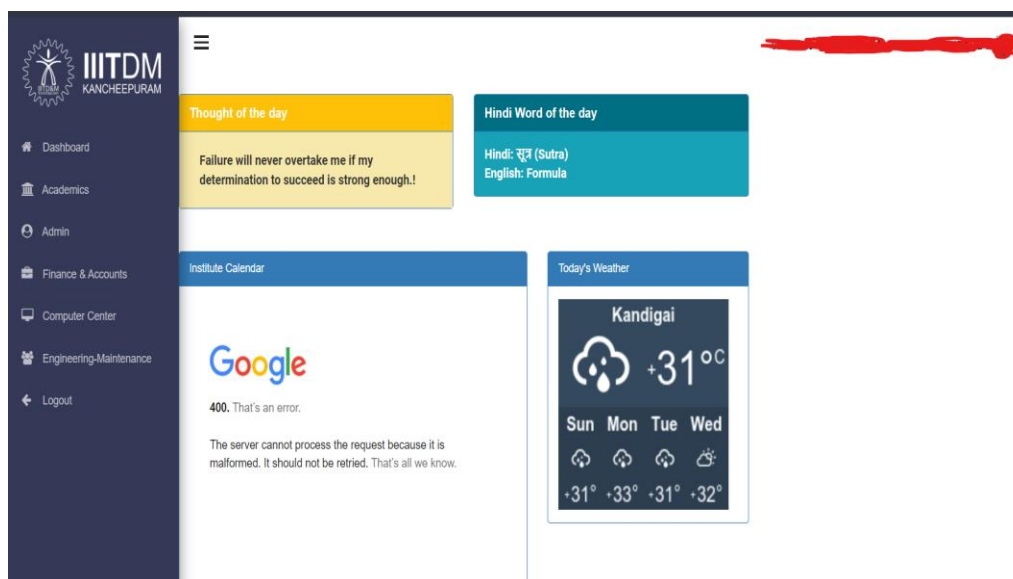 IIITDM
KANCHEEPURAM
Dashboard
Academics
Admin
Finance & Accounts
Computer Center
Engineering-Maintenance
Logout
Thought of the day
Failure will never overtake me if my
determination to succeed is strong enough.!
Hindi Word of the day
Hindi: सूत्र (Sutra)
English: Formula
Institute Calendar
Google
400. That's an error.
The server cannot process the request because it is
malformed. It should not be retried. That's all we know.
Today's Weather
Kandigai
+31°C
Sun Mon Tue Wed
+31° +33° +31° +32°